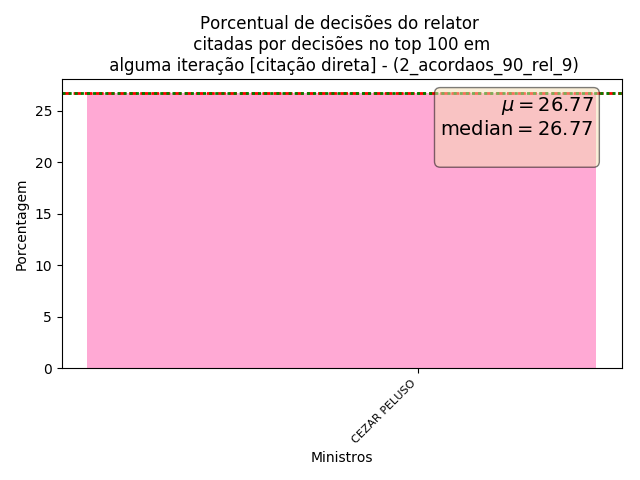 Porcentual de decisões do relator
citadas por decisões no top 100 em
alguma iteração [citação direta] - (2_acordaos_90_rel_9)
μ = 26.77
median = 26.77
25
20
15
10
5
0
Porcentagem
CEZAR PELUSO
Ministros